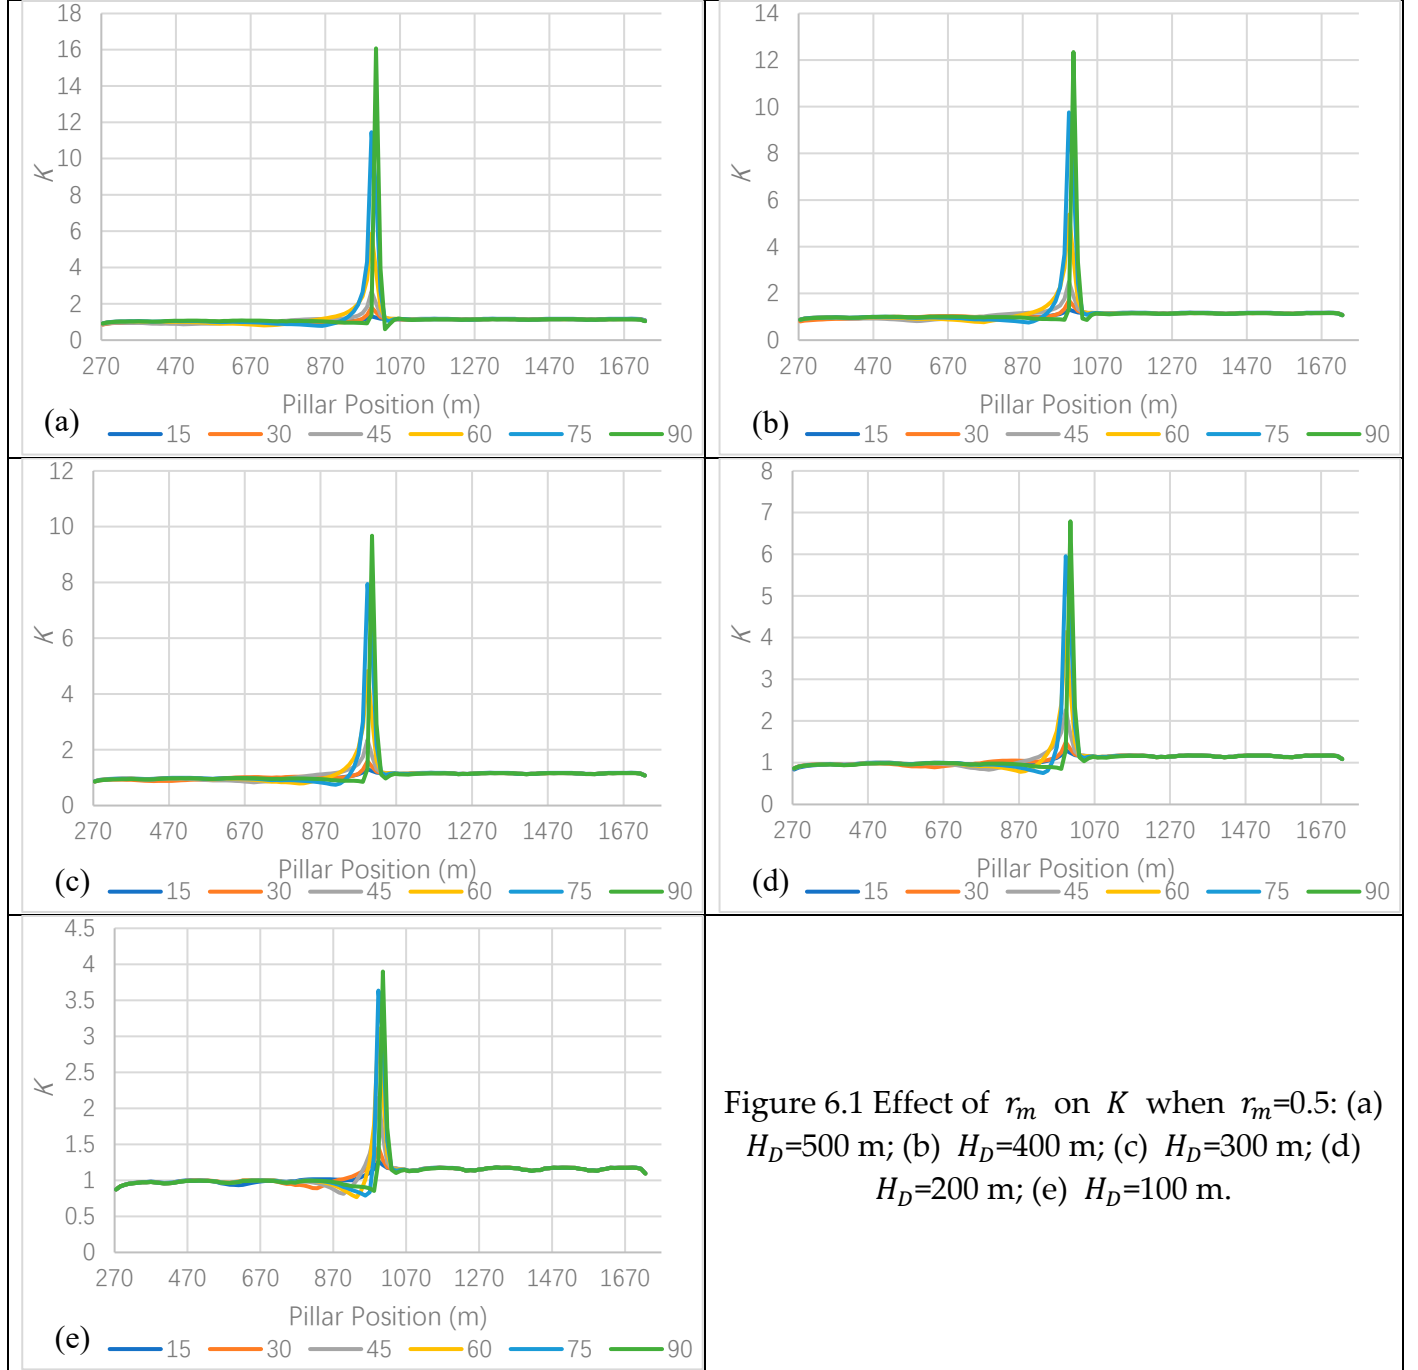 18
16
14
12
10
8
6
4
2
0
K
270 470 670 870 1070 1270 1470 1670
Pillar Position (m)
(a) 15 30 45 60 75 90
14
12
10
8
6
4
2
0
K
270 470 670 870 1070 1270 1470 1670
Pillar Position (m)
(b) 15 30 45 60 75 90
12
10
8
6
4
2
0
K
270 470 670 870 1070 1270 1470 1670
Pillar Position (m)
(c) 15 30 45 60 75 90
8
7
6
5
4
3
2
1
0
K
270 470 670 870 1070 1270 1470 1670
Pillar Position (m)
(d) 15 30 45 60 75 90
4.5
4
3.5
3
2.5
2
1.5
1
0.5
0
K
270 470 670 870 1070 1270 1470 1670
Pillar Position (m)
(e) 15 30 45 60 75 90
Figure 6.1 Effect of r_m on K when r_m=0.5: (a)
H_D=500 m; (b) H_D=400 m; (c) H_D=300 m; (d)
H_D=200 m; (e) H_D=100 m.